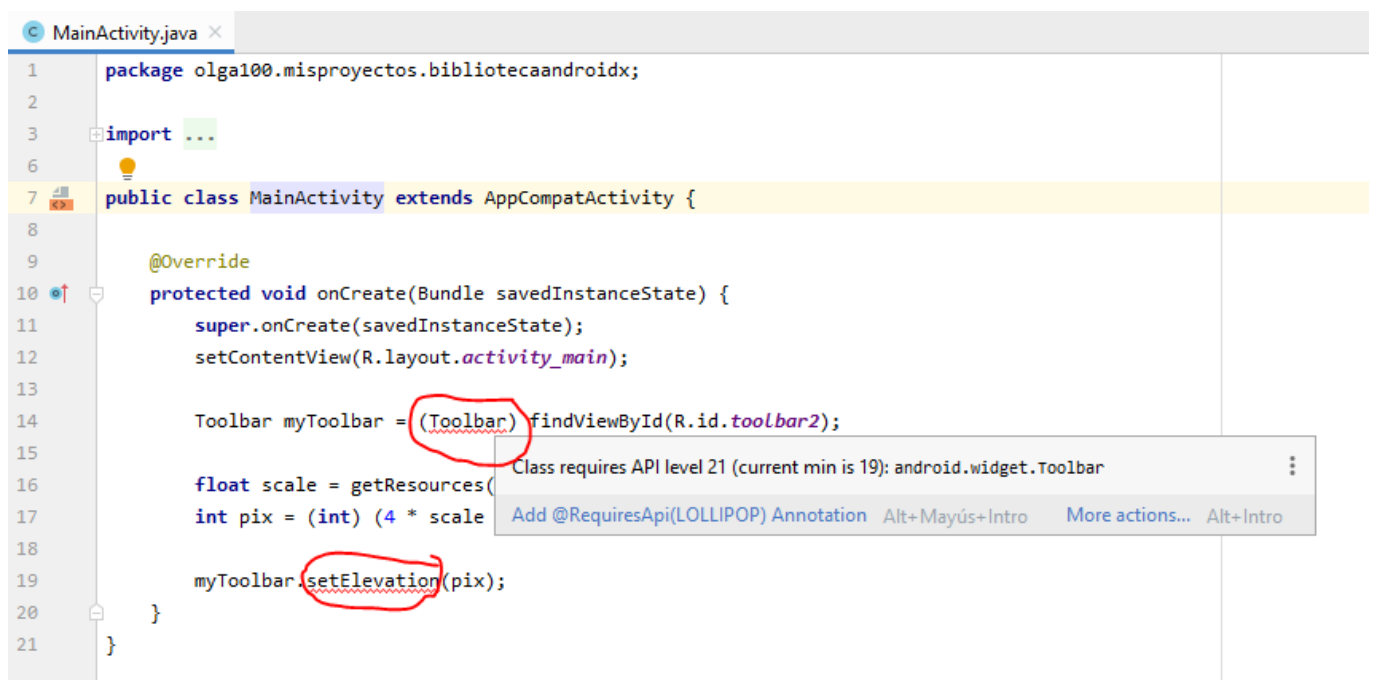 MainActivity.java
1 package olga100.misproyectos.bibliotecaandroidx;
2
3 import ...
6
7 public class MainActivity extends AppCompatActivity {
8
9 @Override
10 protected void onCreate(Bundle savedInstanceState) {
11 super.onCreate(savedInstanceState);
12 setContentView(R.layout.activity_main);
13
14 Toolbar myToolbar = (Toolbar) findViewById(R.id.toolbar2);
15
Class requires API level 21 (current min is 19): android.widget.Toolbar
16 float scale = getResources(
17 int pix = (int) (4 * scale
Add @RequiresApi(LOLLIPOP) Annotation Alt+Mayús+Intro More actions... Alt+Intro
18
19 myToolbar.setElevation(pix);
20 }
21 }